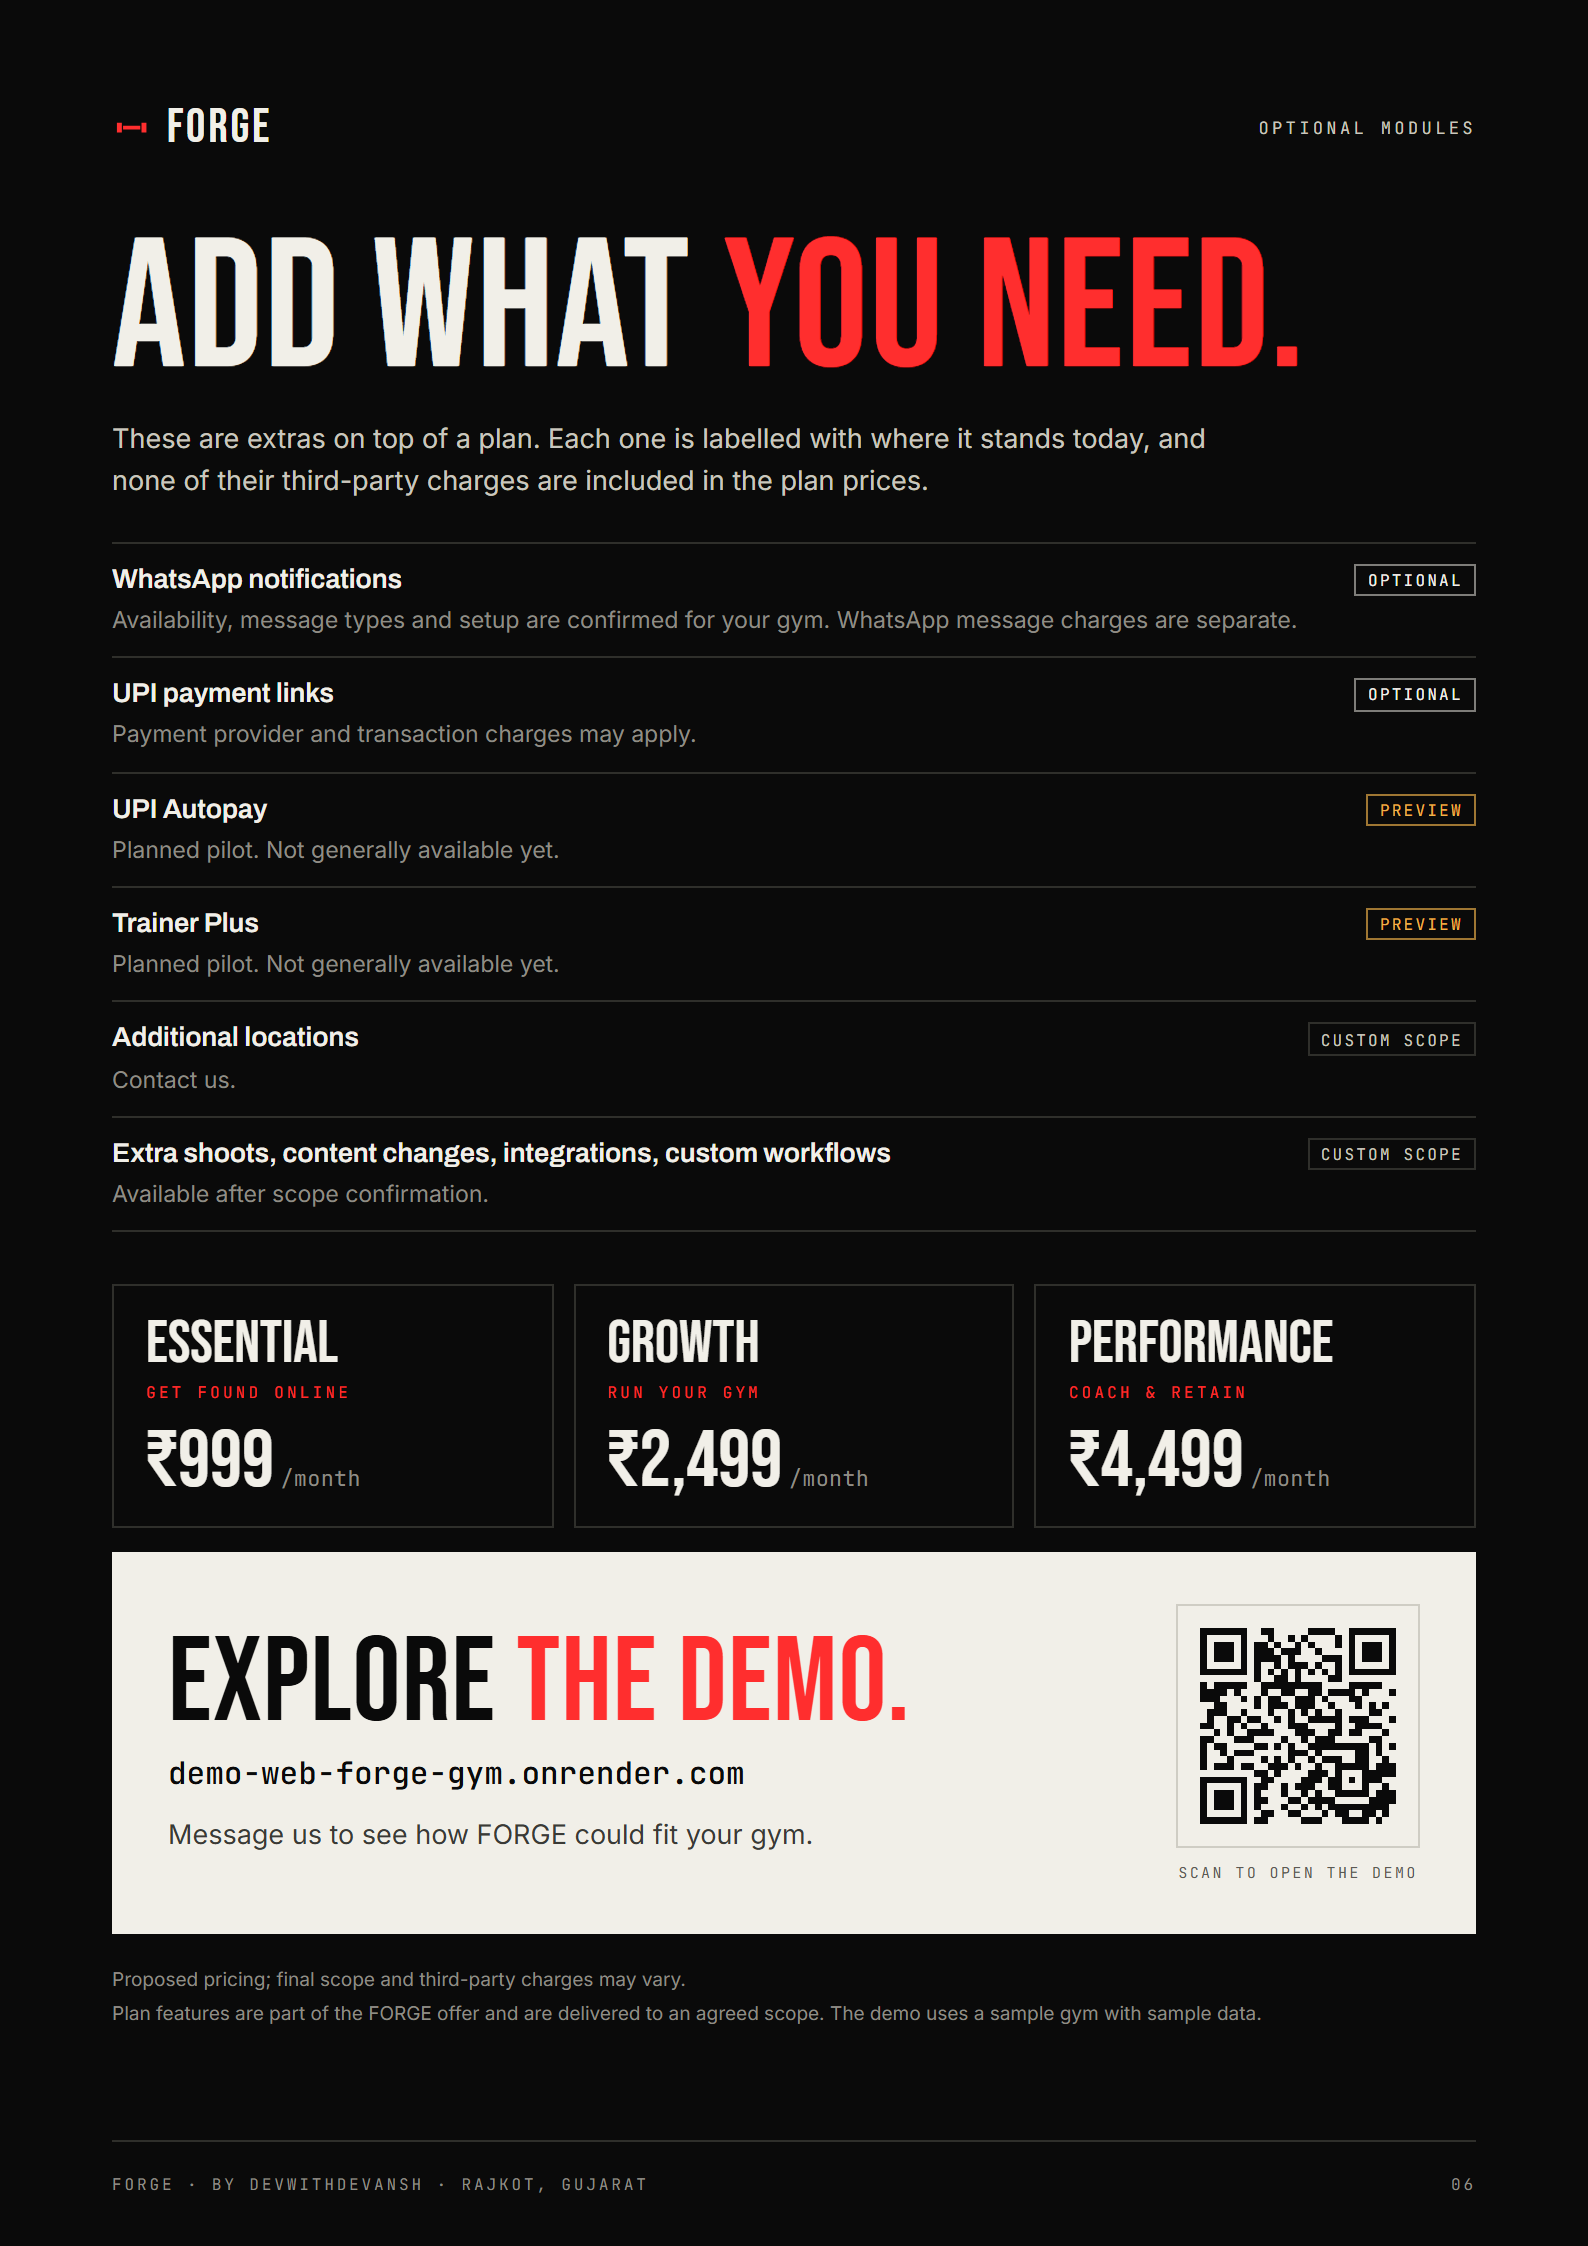 FORGE
OPTIONAL MODULES
ADD WHAT YOU NEED.
These are extras on top of a plan. Each one is labelled with where it stands today, and
none of their third-party charges are included in the plan prices.
WhatsApp notifications
OPTIONAL
Availability, message types and setup are confirmed for your gym. WhatsApp message charges are separate.
UPI payment links
OPTIONAL
Payment provider and transaction charges may apply.
UPI Autopay
PREVIEW
Planned pilot. Not generally available yet.
Trainer Plus
PREVIEW
Planned pilot. Not generally available yet.
Additional locations
CUSTOM SCOPE
Contact us.
Extra shoots, content changes, integrations, custom workflows
CUSTOM SCOPE
Available after scope confirmation.
ESSENTIAL
GET FOUND ONLINE
₹999 /month
GROWTH
RUN YOUR GYM
₹2,499 /month
PERFORMANCE
COACH & RETAIN
₹4,499 /month
EXPLORE THE DEMO.
demo-web-forge-gym.onrender.com
Message us to see how FORGE could fit your gym.
SCAN TO OPEN THE DEMO
Proposed pricing; final scope and third-party charges may vary.
Plan features are part of the FORGE offer and are delivered to an agreed scope. The demo uses a sample gym with sample data.
FORGE · BY DEVWITHDEVANSH · RAJKOT, GUJARAT
06